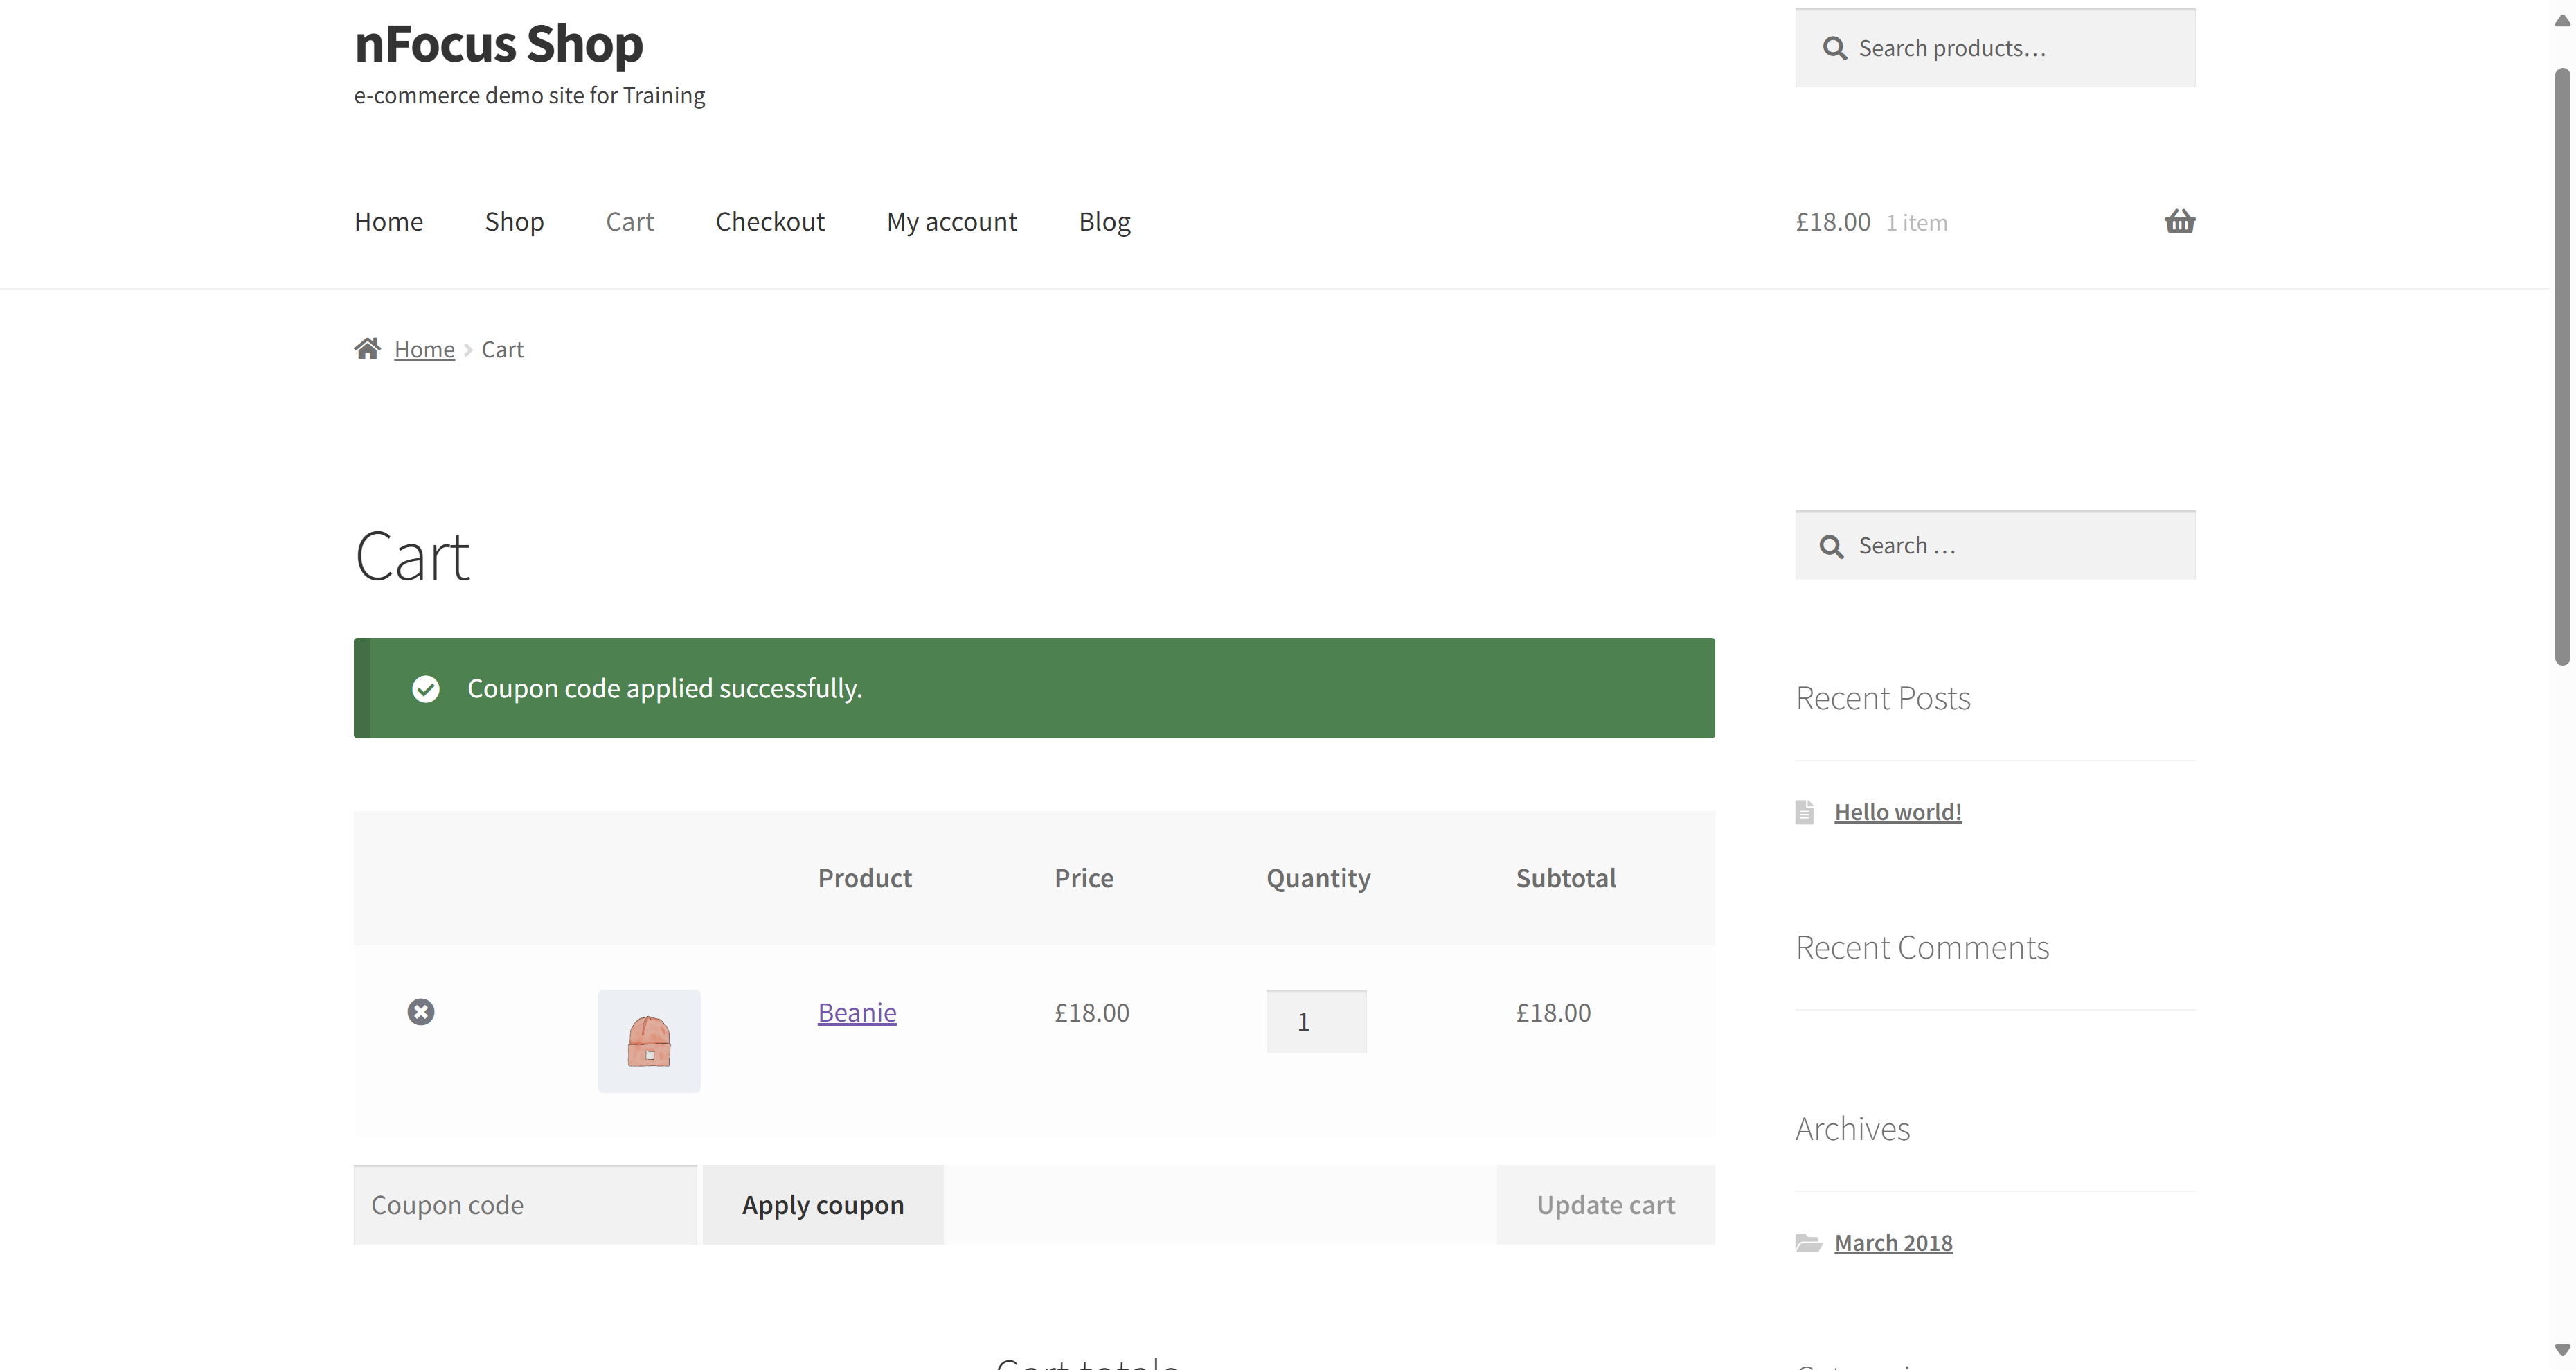 nFocus Shop
e-commerce demo site for Training
Search products…
Home Shop Cart Checkout My account Blog
£18.00 1 item
Home Cart
Cart
Search …
Coupon code applied successfully.
Recent Posts
Hello world!
Product Price Quantity Subtotal
Recent Comments
Beanie £18.00 1 £18.00
Archives
Coupon code Apply coupon Update cart
March 2018
Cart totals